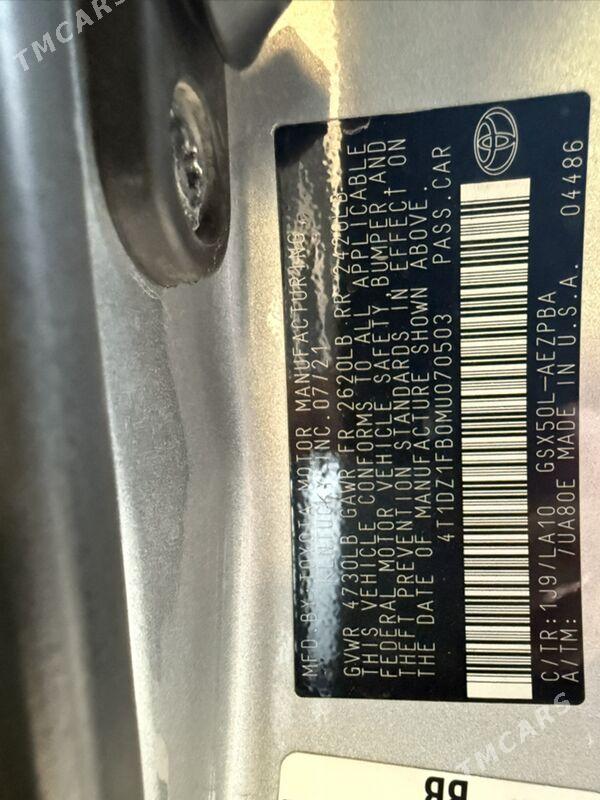 TMCARS
MFD.BY:TOYOTA MOTOR MANUFACTURING,
KENTUCKY, INC. 07/21
GVWR 4730LB GAWR FR 2620LB RR 2420LB
THIS VEHICLE CONFORMS TO ALL APPLICABLE
FEDERAL MOTOR VEHICLE SAFETY, BUMPER, AND
THEFT PREVENTION STANDARDS IN EFFECT ON
THE DATE OF MANUFACTURE SHOWN ABOVE.
4T1DZ1FB0MU070503 PASS.CAR
C/TR:1J9/LA10 GSX50L-AEZPBA
A/TM: /UA80E MADE IN U.S.A. 04486
TMCARS